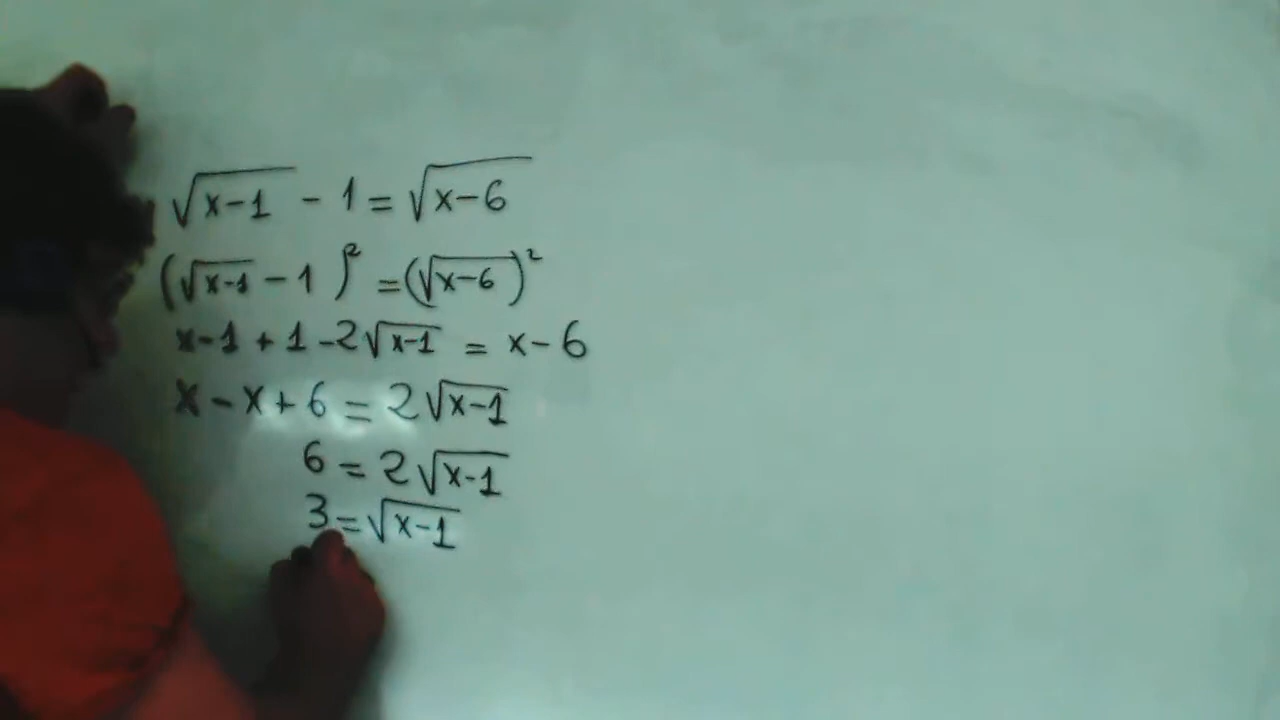 √(x-1) - 1 = √(x-6)
(√(x-1) - 1)² = (√(x-6))²
x-1 + 1 - 2√(x-1) = x - 6
x - x + 6 = 2√(x-1)
6 = 2√(x-1)
3 = √(x-1)